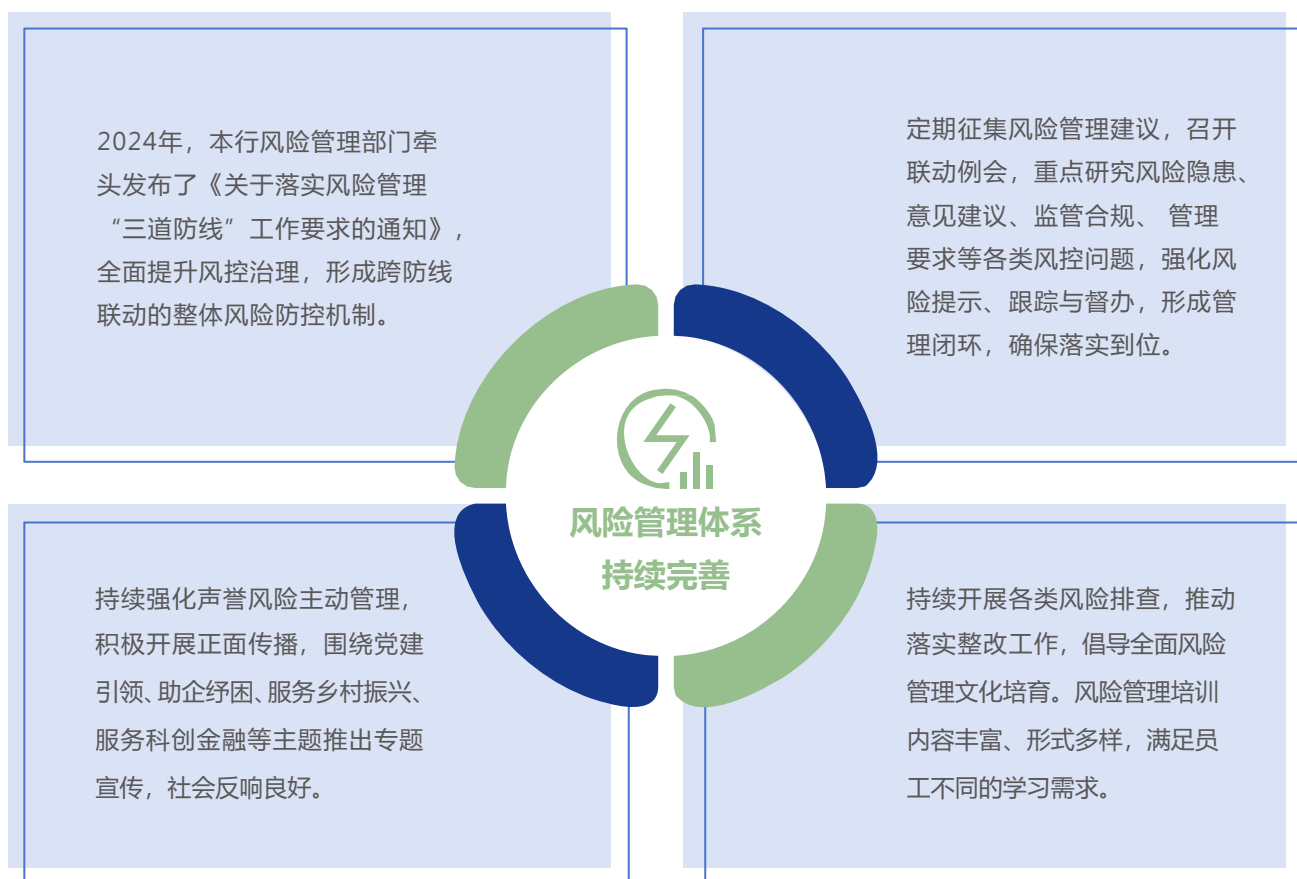 2024年，本行风险管理部门牵
头发布了《关于落实风险管理
“三道防线”工作要求的通知》，
全面提升风控治理，形成跨防线
联动的整体风险防控机制。
定期征集风险管理建议，召开
联动例会，重点研究风险隐患、
意见建议、监管合规、 管理
要求等各类风控问题，强化风
险提示、跟踪与督办，形成管
理闭环，确保落实到位。
风险管理体系
持续完善
持续强化声誉风险主动管理，
积极开展正面传播，围绕党建
引领、助企纾困、服务乡村振兴、
服务科创金融等主题推出专题
宣传，社会反响良好。
持续开展各类风险排查，推动
落实整改工作，倡导全面风险
管理文化培育。风险管理培训
内容丰富、形式多样，满足员
工不同的学习需求。